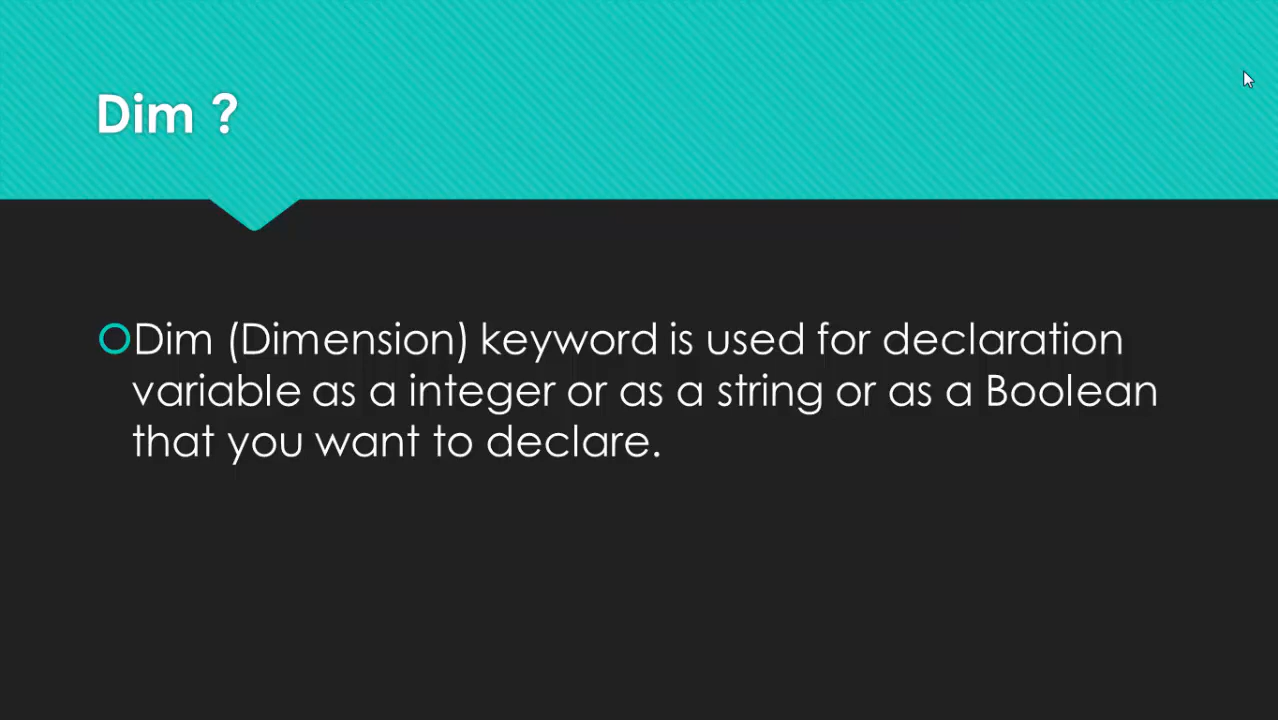 Dim ?
Dim (Dimension) keyword is used for declaration
variable as a integer or as a string or as a Boolean
that you want to declare.